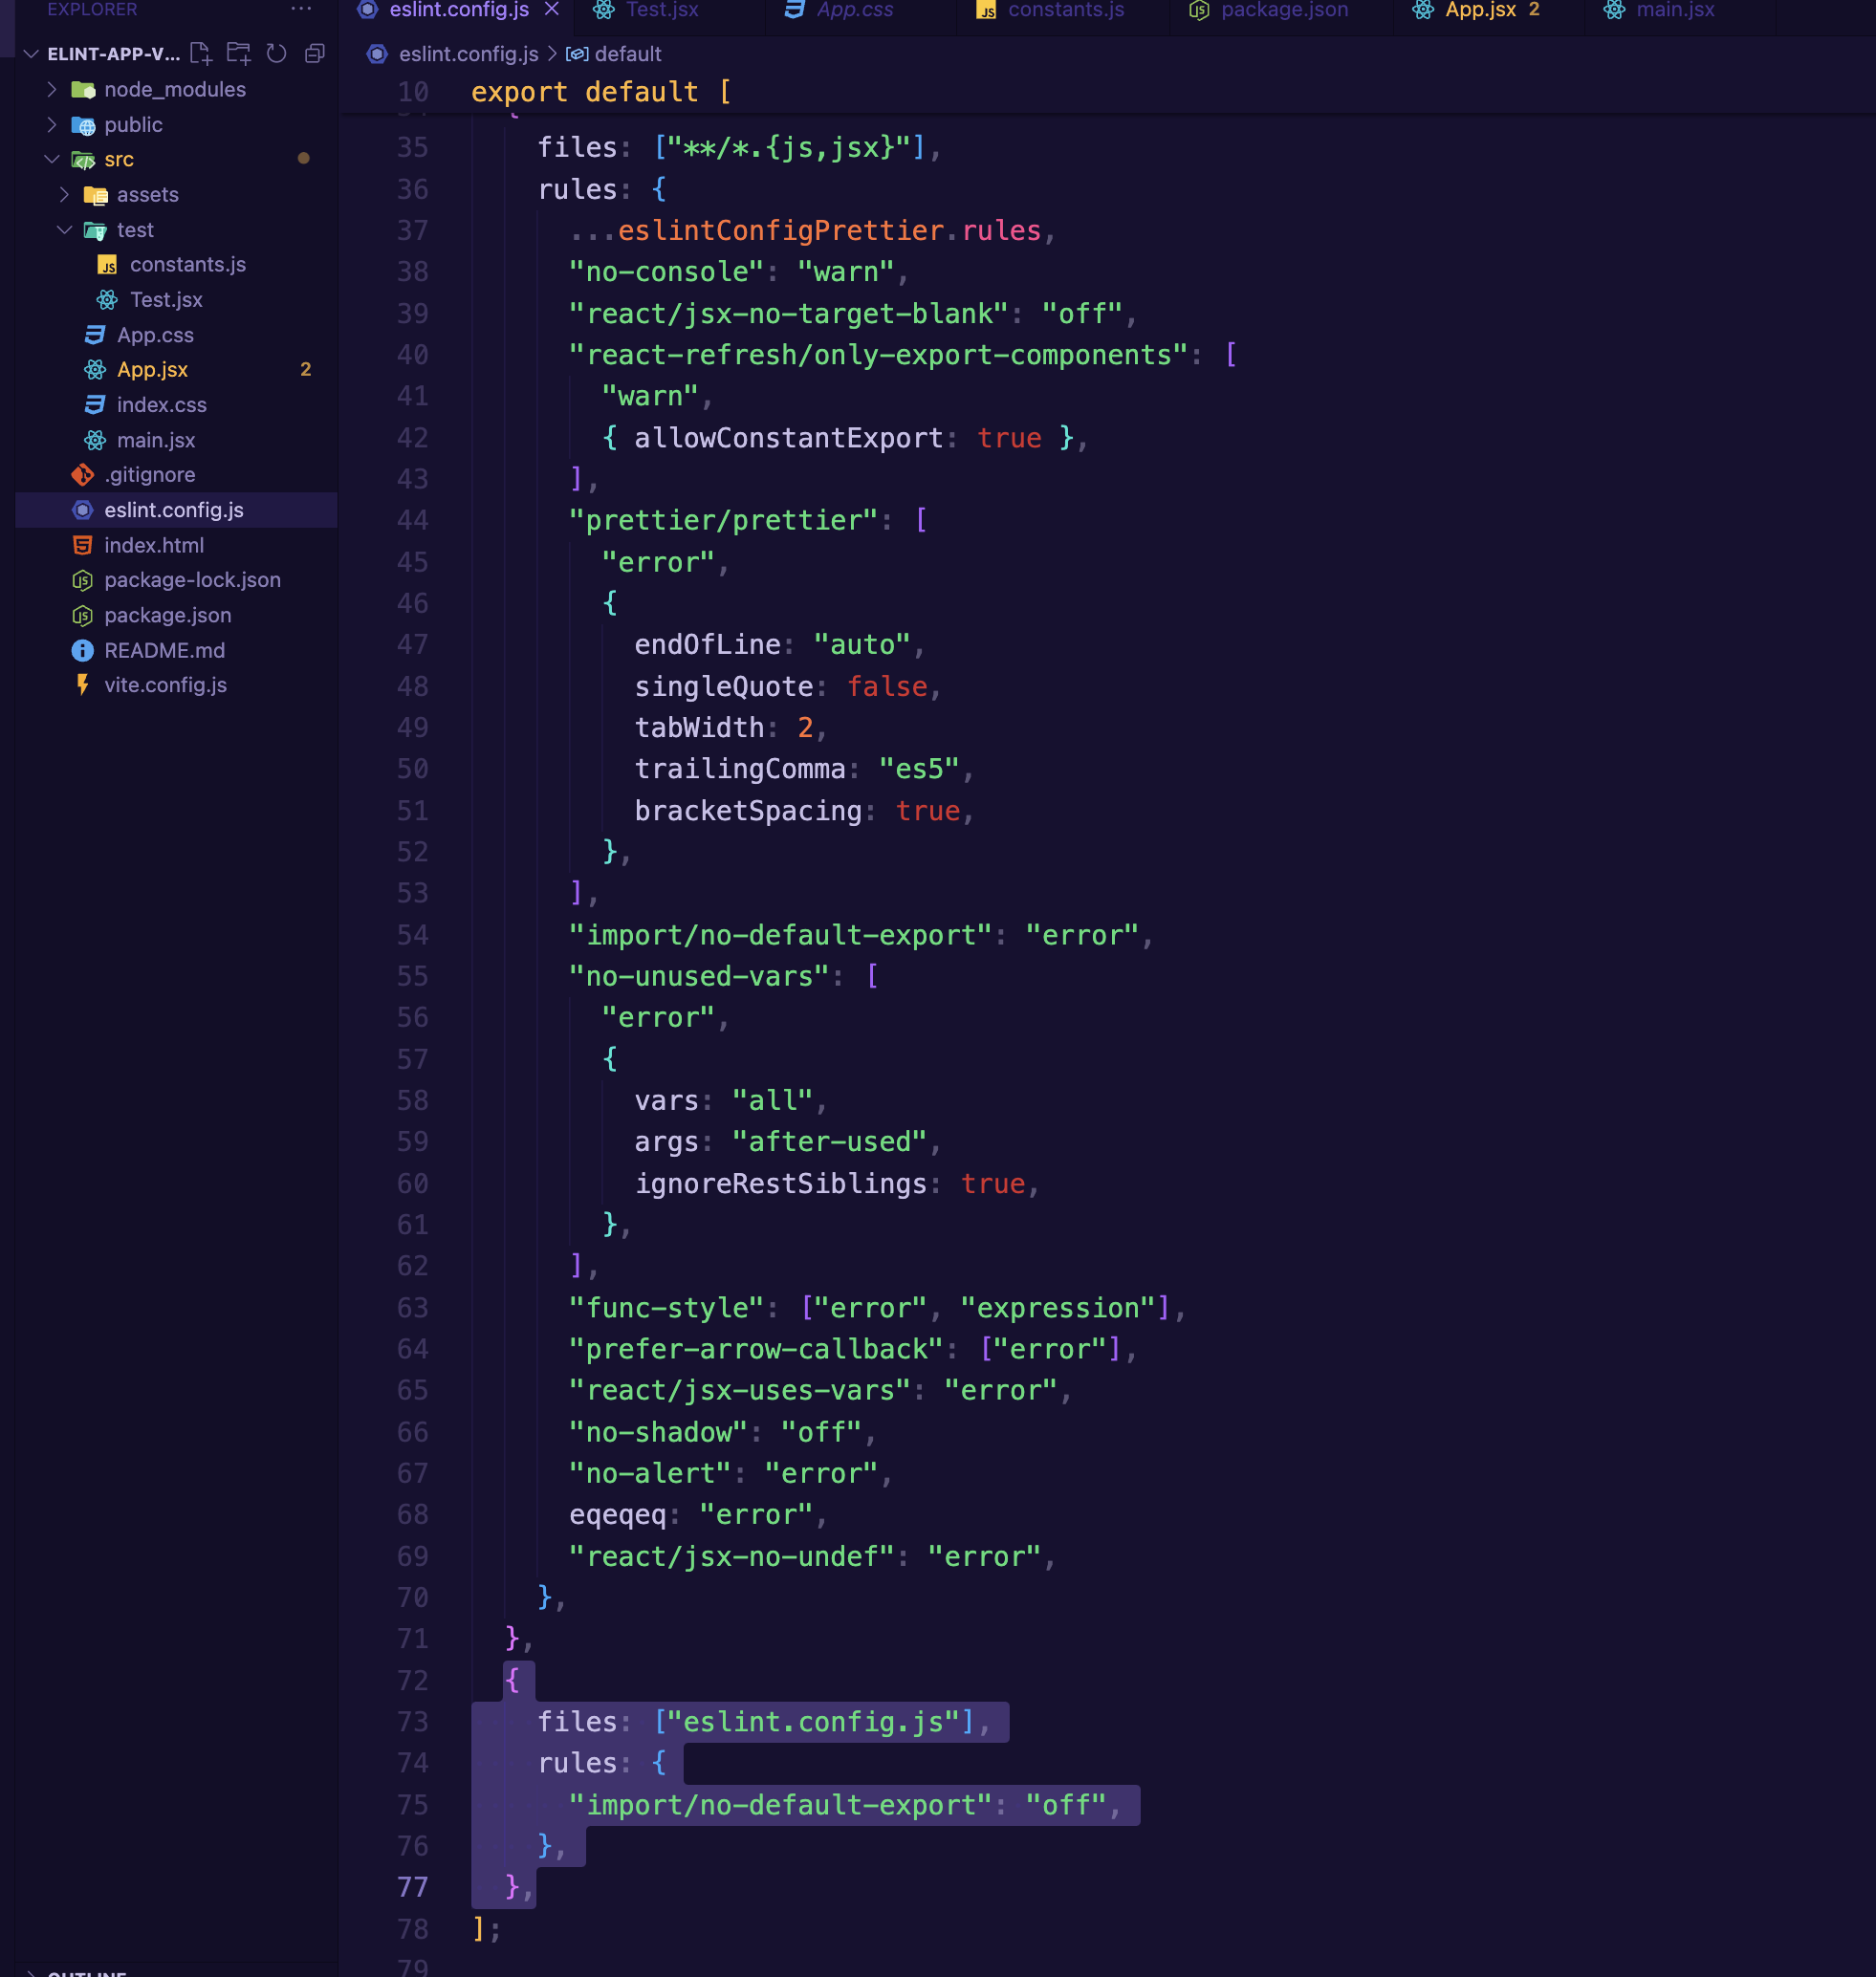 EXPLORER
ELINT-APP-V...
node_modules
public
src
assets
test
constants.js
Test.jsx
App.css
App.jsx 2
index.css
main.jsx
.gitignore
eslint.config.js
index.html
package-lock.json
package.json
README.md
vite.config.js
OUTLINE
eslint.config.js Test.jsx App.css constants.js package.json App.jsx 2 main.jsx
eslint.config.js > default
10 export default [
35 files: ["**/*.{js,jsx}"],
36 rules: {
37 ...eslintConfigPrettier.rules,
38 "no-console": "warn",
39 "react/jsx-no-target-blank": "off",
40 "react-refresh/only-export-components": [
41 "warn",
42 { allowConstantExport: true },
43 ],
44 "prettier/prettier": [
45 "error",
46 {
47 endOfLine: "auto",
48 singleQuote: false,
49 tabWidth: 2,
50 trailingComma: "es5",
51 bracketSpacing: true,
52 },
53 ],
54 "import/no-default-export": "error",
55 "no-unused-vars": [
56 "error",
57 {
58 vars: "all",
59 args: "after-used",
60 ignoreRestSiblings: true,
61 },
62 ],
63 "func-style": ["error", "expression"],
64 "prefer-arrow-callback": ["error"],
65 "react/jsx-uses-vars": "error",
66 "no-shadow": "off",
67 "no-alert": "error",
68 eqeqeq: "error",
69 "react/jsx-no-undef": "error",
70 },
71 },
72 {
73 files: ["eslint.config.js"],
74 rules: {
75 "import/no-default-export": "off",
76 },
77 },
78 ];
79